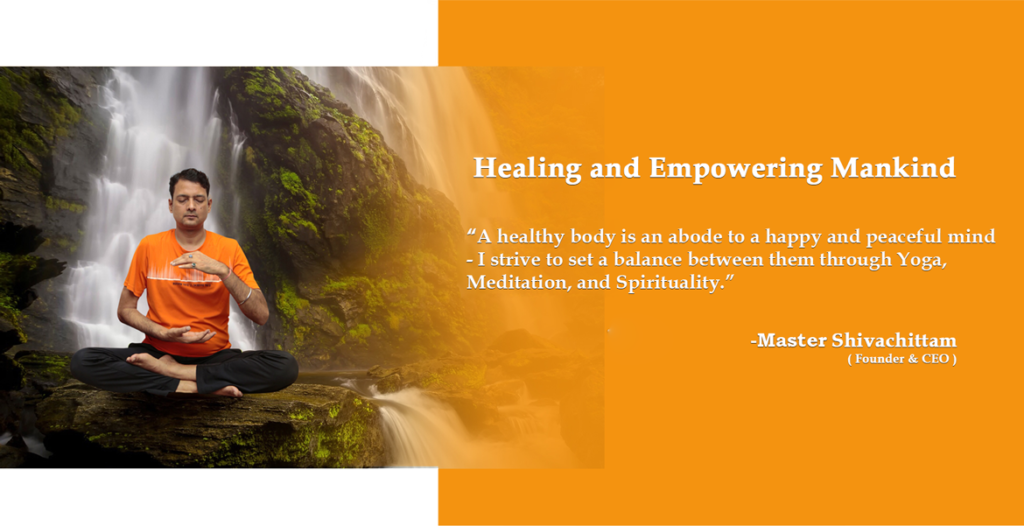 Healing and Empowering Mankind
“A healthy body is an abode to a happy and peaceful mind
- I strive to set a balance between them through Yoga,
Meditation, and Spirituality.”
-Master Shivachittam
( Founder & CEO )